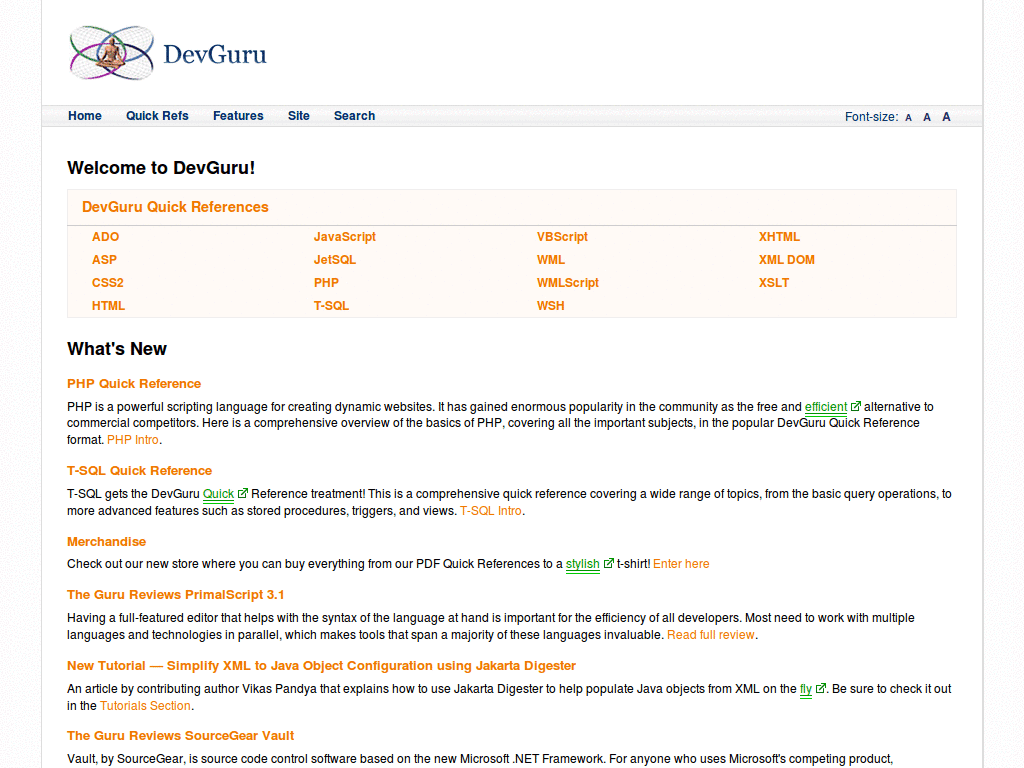 DevGuru
Home Quick Refs Features Site Search Font-size: A A A
Welcome to DevGuru!
DevGuru Quick References
ADO JavaScript VBScript XHTML
ASP JetSQL WML XML DOM
CSS2 PHP WMLScript XSLT
HTML T-SQL WSH
What's New
PHP Quick Reference
PHP is a powerful scripting language for creating dynamic websites. It has gained enormous popularity in the community as the free and efficient alternative to
commercial competitors. Here is a comprehensive overview of the basics of PHP, covering all the important subjects, in the popular DevGuru Quick Reference
format. PHP Intro.
T-SQL Quick Reference
T-SQL gets the DevGuru Quick Reference treatment! This is a comprehensive quick reference covering a wide range of topics, from the basic query operations, to
more advanced features such as stored procedures, triggers, and views. T-SQL Intro.
Merchandise
Check out our new store where you can buy everything from our PDF Quick References to a stylish t-shirt! Enter here
The Guru Reviews PrimalScript 3.1
Having a full-featured editor that helps with the syntax of the language at hand is important for the efficiency of all developers. Most need to work with multiple
languages and technologies in parallel, which makes tools that span a majority of these languages invaluable. Read full review.
New Tutorial — Simplify XML to Java Object Configuration using Jakarta Digester
An article by contributing author Vikas Pandya that explains how to use Jakarta Digester to help populate Java objects from XML on the fly. Be sure to check it out
in the Tutorials Section.
The Guru Reviews SourceGear Vault
Vault, by SourceGear, is source code control software based on the new Microsoft .NET Framework. For anyone who uses Microsoft's competing product,